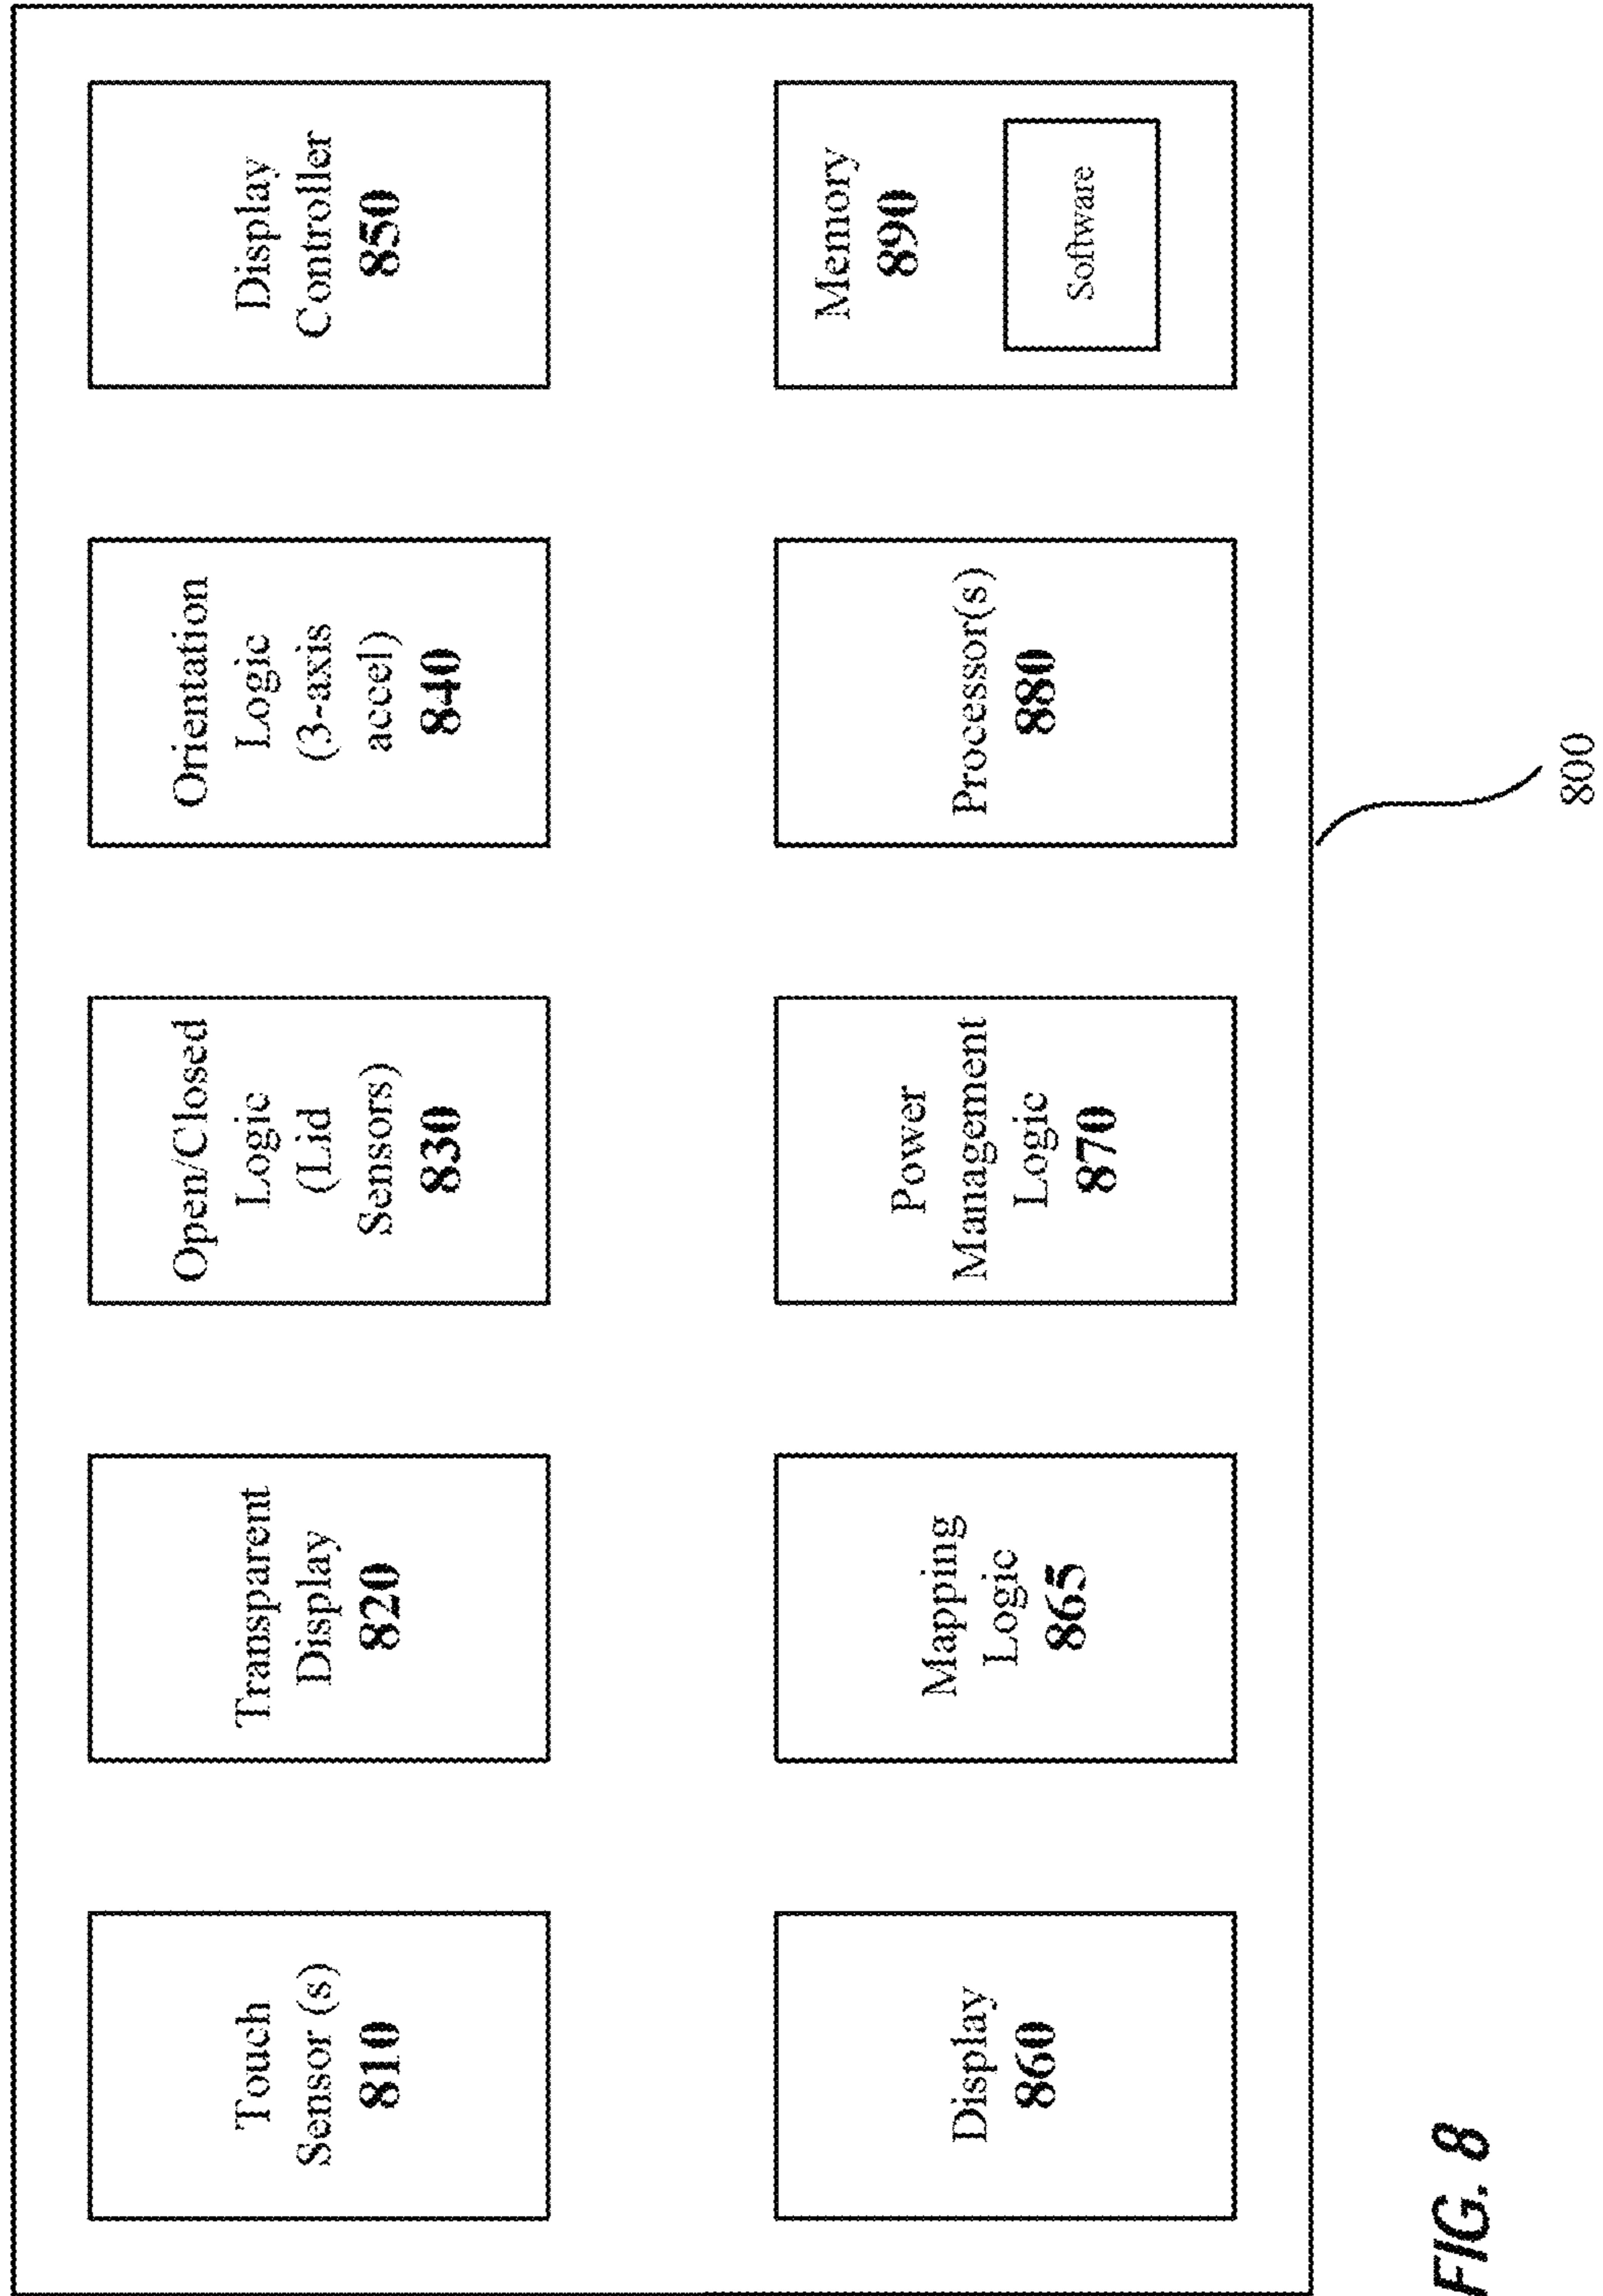 Touch
Sensor (s)
810
Transparent
Display
820
Open/Closed
Logic
(Lid
Sensors)
830
Orientation
Logic
(3-axis
accel)
840
Display
Controller
850
Display
860
Mapping
Logic
865
Power
Management
Logic
870
Processor(s)
880
Memory
890
Software
800
FIG. 8